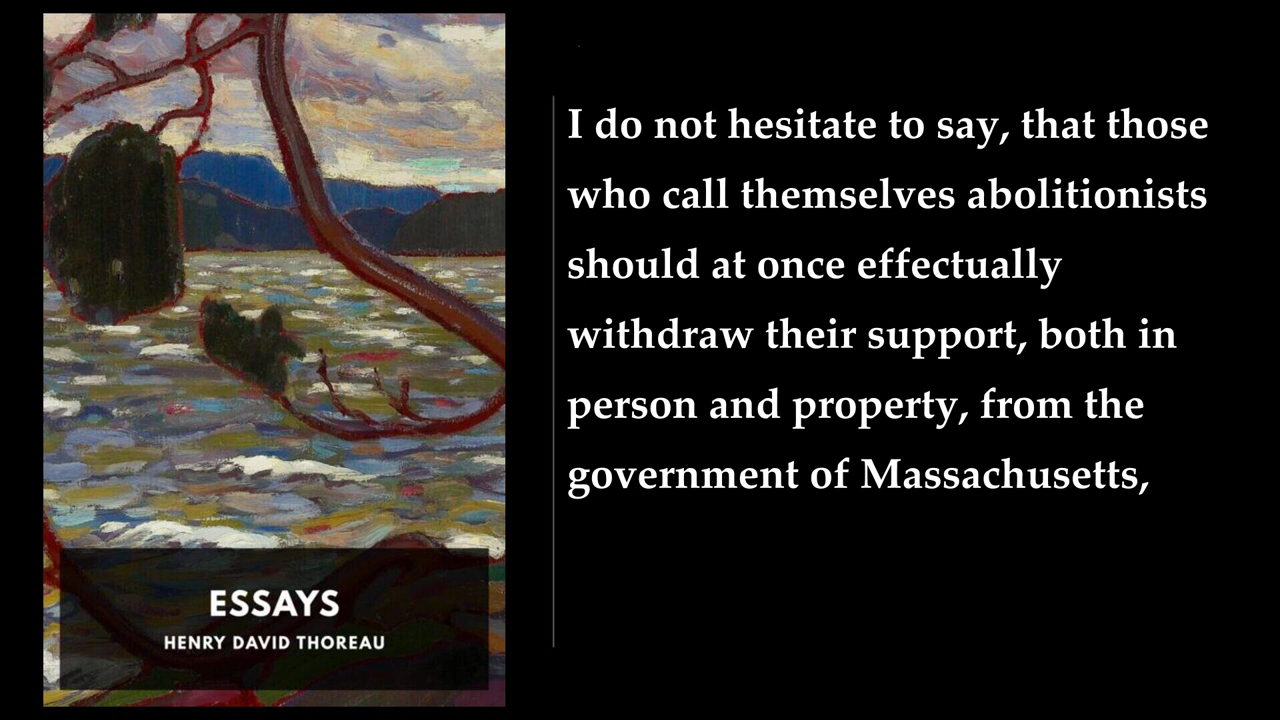 ESSAYS
HENRY DAVID THOREAU
I do not hesitate to say, that those
who call themselves abolitionists
should at once effectually
withdraw their support, both in
person and property, from the
government of Massachusetts,